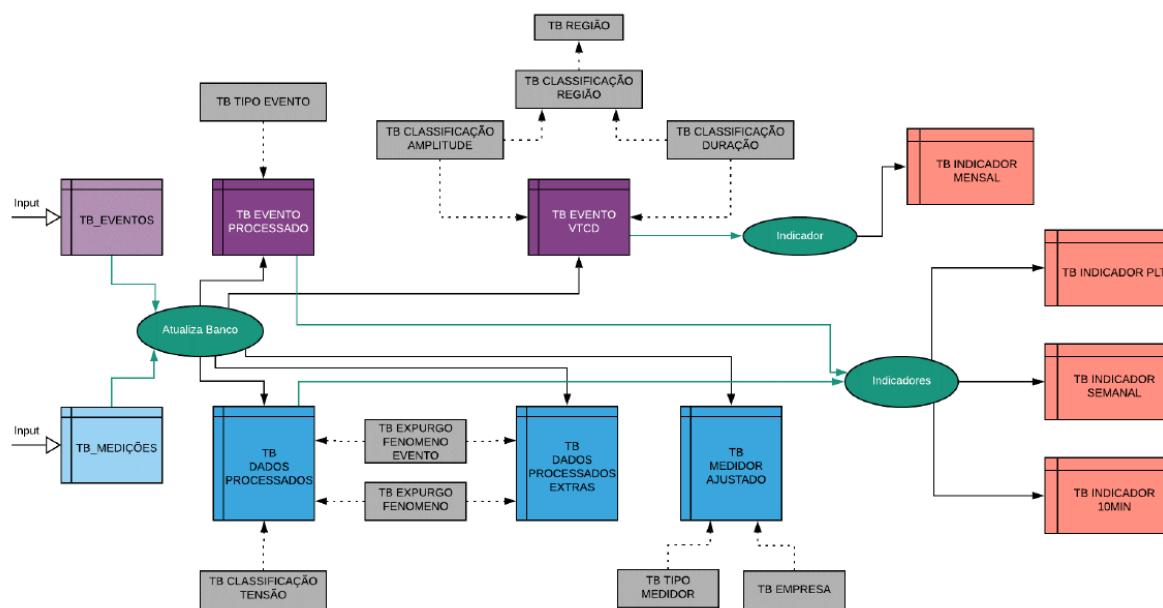 TB REGIÃO
TB CLASSIFICAÇÃO
REGIÃO
TB TIPO EVENTO
TB CLASSIFICAÇÃO
AMPLITUDE
TB CLASSIFICAÇÃO
DURAÇÃO
TB INDICADOR
MENSAL
Input
TB_EVENTOS
TB EVENTO
PROCESSADO
TB EVENTO
VTCD
Indicador
TB INDICADOR PLT
Atualiza Banco
Indicadores
TB INDICADOR
SEMANAL
Input
TB_MEDIÇÕES
TB
DADOS
PROCESSADOS
TB EXPURGO
FENOMENO
EVENTO
TB EXPURGO
FENOMENO
TB
DADOS
PROCESSADOS
EXTRAS
TB
MEDIDOR
AJUSTADO
TB INDICADOR
10MIN
TB CLASSIFICAÇÃO
TENSÃO
TB TIPO
MEDIDOR
TB EMPRESA